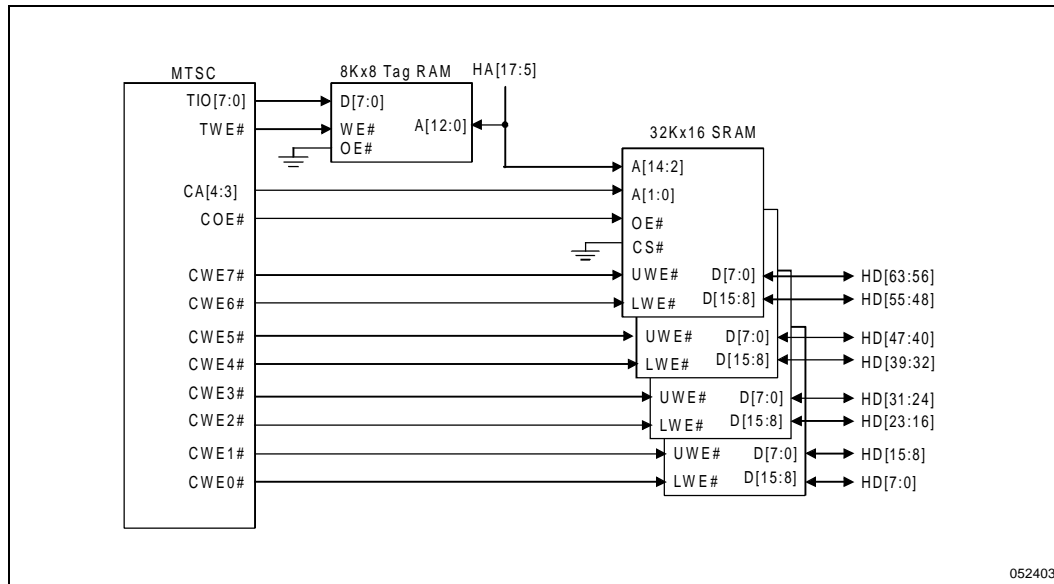 MTSC
8Kx8 Tag RAM
HA[17:5]
TIO[7:0]
D[7:0]
TWE#
WE#
A[12:0]
OE#
32Kx16 SRAM
A[14:2]
CA[4:3]
A[1:0]
COE#
OE#
CS#
CWE7#
UWE#
D[7:0]
HD[63:56]
CWE6#
LWE#
D[15:8]
HD[55:48]
CWE5#
UWE#
D[7:0]
HD[47:40]
CWE4#
LWE#
D[15:8]
HD[39:32]
CWE3#
UWE#
D[7:0]
HD[31:24]
CWE2#
LWE#
D[15:8]
HD[23:16]
CWE1#
UWE#
D[7:0]
HD[15:8]
CWE0#
LWE#
D[15:8]
HD[7:0]
052403